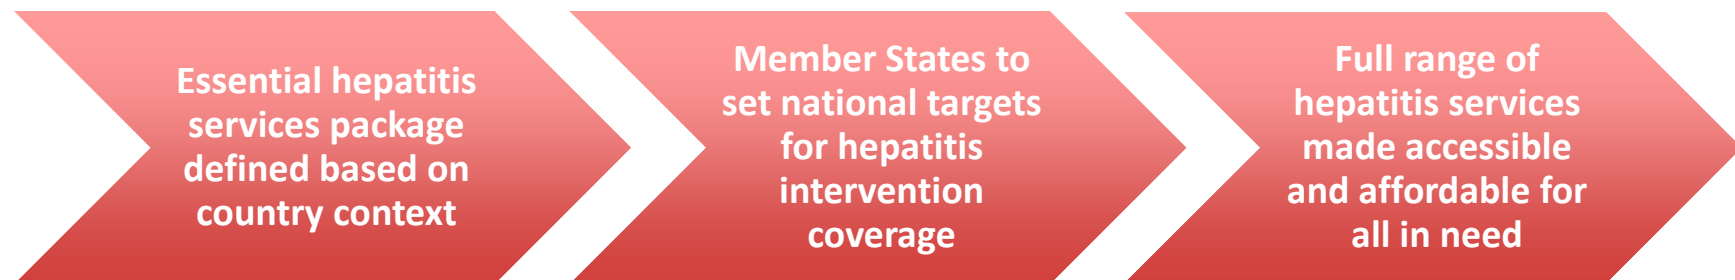 Essential hepatitis
services package
defined based on
country context
Member States to
set national targets
for hepatitis
intervention
coverage
Full range of
hepatitis services
made accessible
and affordable for
all in need